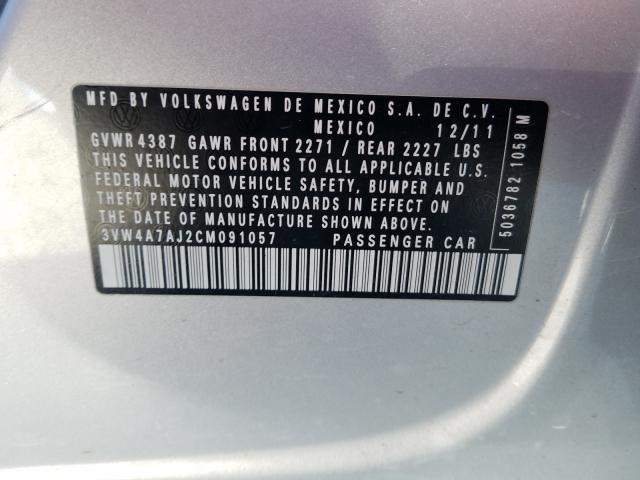 MFD BY VOLKSWAGEN DE MEXICO S.A. DE C.V.
MEXICO 12/11
GVWR 4387 GAWR FRONT 2271 / REAR 2227 LBS
THIS VEHICLE CONFORMS TO ALL APPLICABLE U.S.
FEDERAL MOTOR VEHICLE SAFETY, BUMPER AND
THEFT PREVENTION STANDARDS IN EFFECT ON
THE DATE OF MANUFACTURE SHOWN ABOVE.
3VW4A7AJ2CM091057 PASSENGER CAR
5036782 1058 M